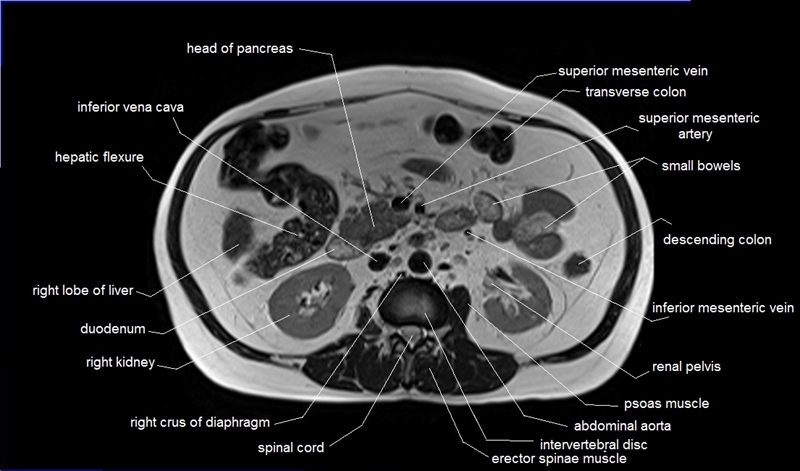 head of pancreas
inferior vena cava
hepatic flexure
right lobe of liver
duodenum
right kidney
right crus of diaphragm
spinal cord
superior mesenteric vein
transverse colon
superior mesenteric
artery
small bowels
descending colon
inferior mesenteric vein
renal pelvis
psoas muscle
abdominal aorta
intervertebral disc
erector spinae muscle